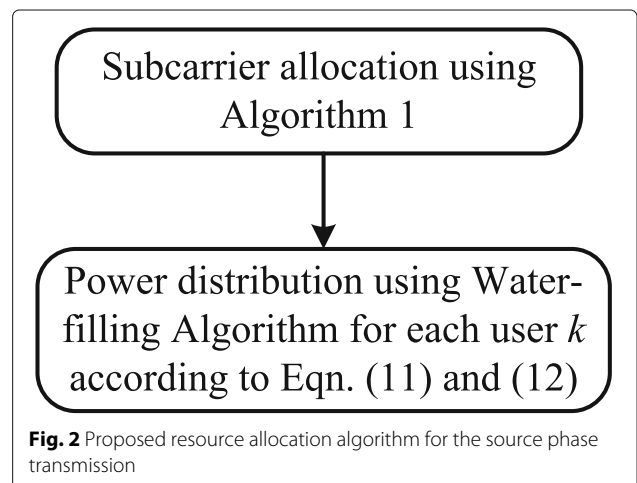 Subcarrier allocation using
Algorithm 1
Power distribution using Water-
filling Algorithm for each user k
according to Eqn. (11) and (12)
Fig. 2 Proposed resource allocation algorithm for the source phase
transmission